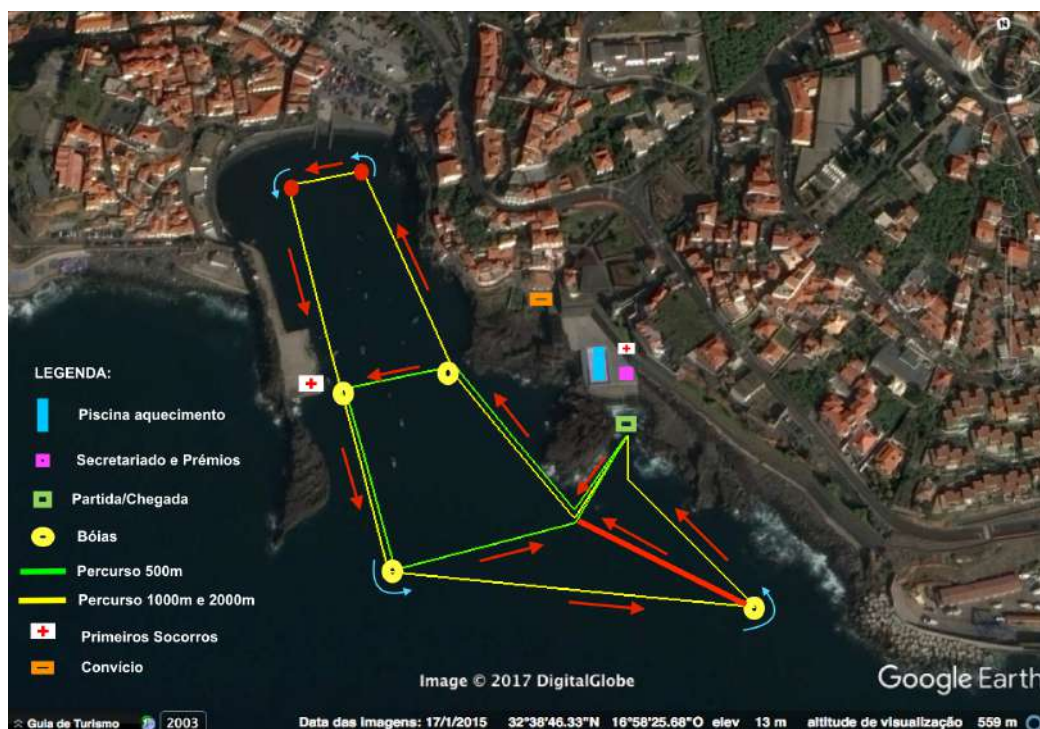 N
LEGENDA:
Piscina aquecimento
Secretariado e Prémios
Partida/Chegada
Bóias
Percurso 500m
Percurso 1000m e 2000m
Primeiros Socorros
Convício
Image © 2017 DigitalGlobe
Google Earth
Guia de Turismo 2003 Data das imagens: 17/1/2015 32°38'46.33"N 16°58'25.68"O elev 13 m altitude de visualização 559 m